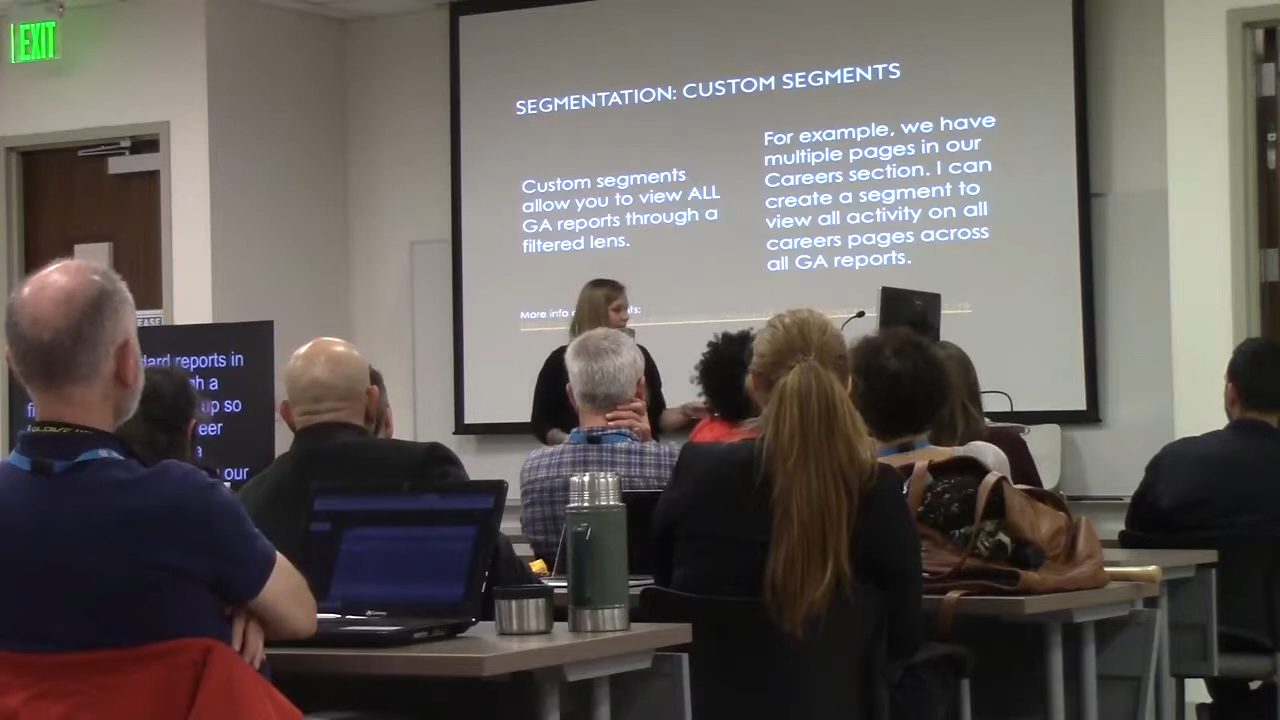 EXIT
SEGMENTATION: CUSTOM SEGMENTS
Custom segments
allow you to view ALL
GA reports through a
filtered lens.
For example, we have
multiple pages in our
Careers section. I can
create a segment to
view all activity on all
careers pages across
all GA reports.
More info
EASE
dard reports in
gh a
up so
eer
a
our